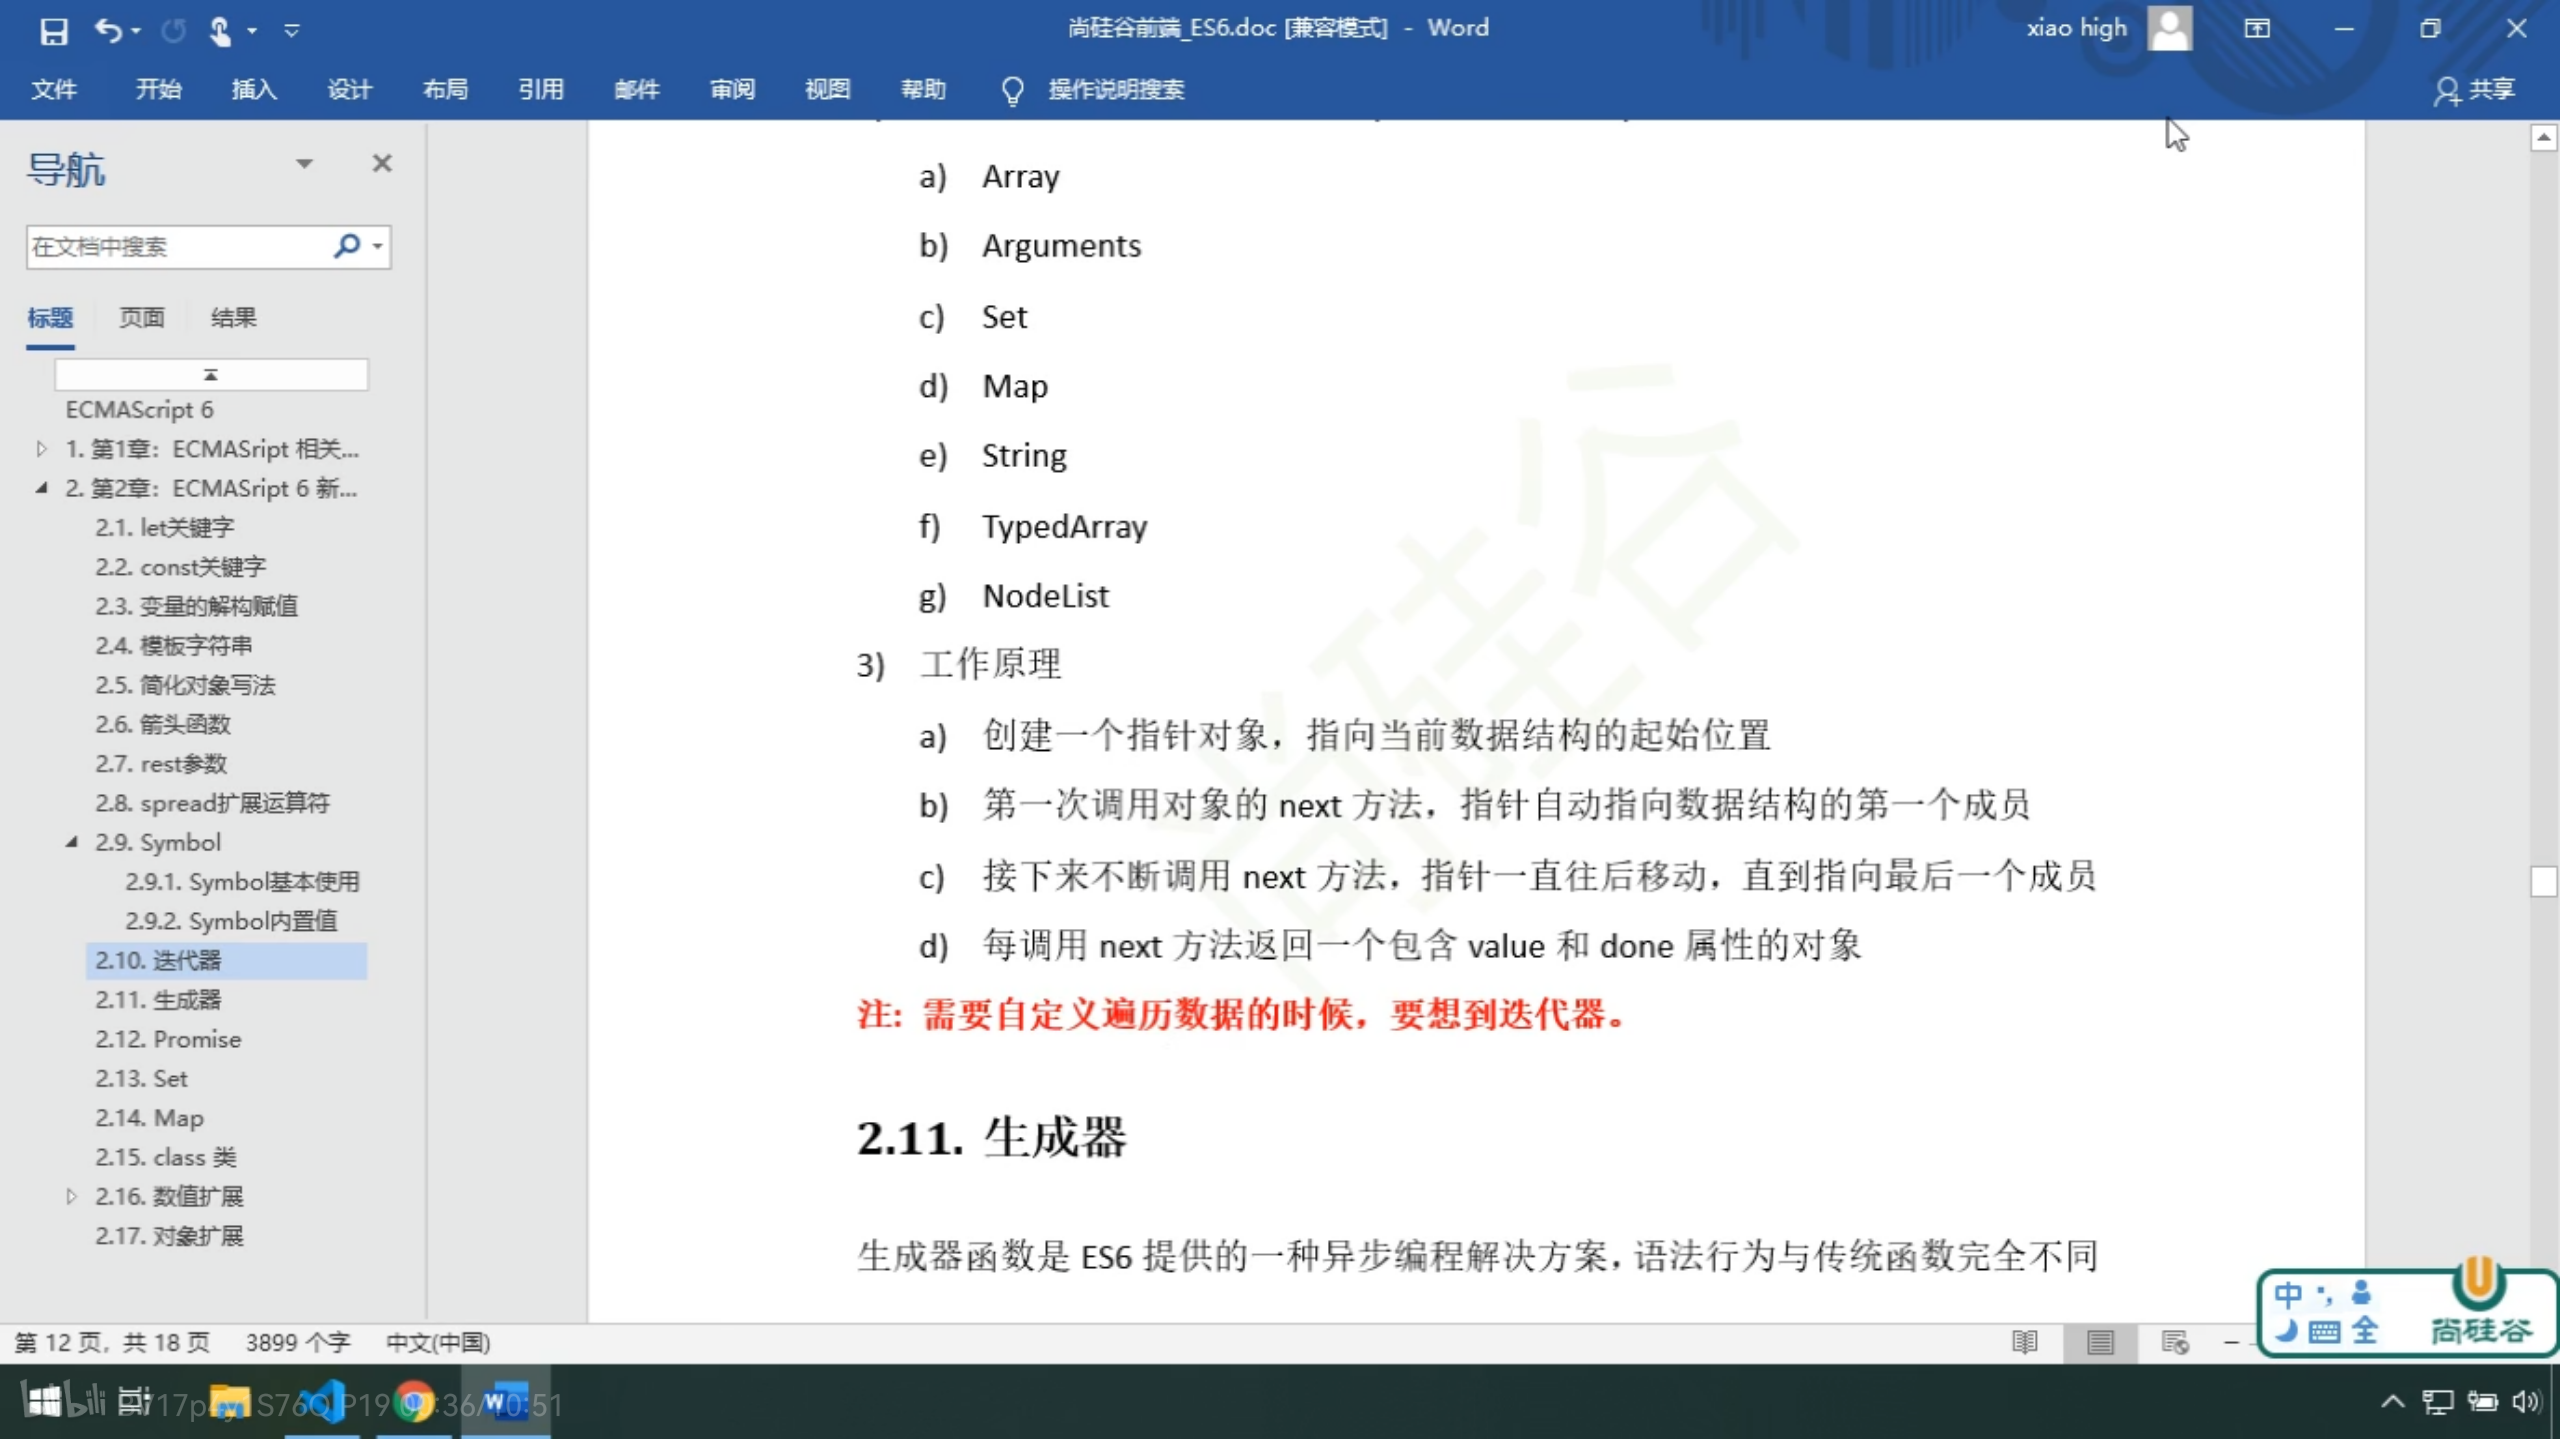 尚硅谷前端_ES6.doc [兼容模式] - Word
xiao high
文件 开始 插入 设计 布局 引用 邮件 审阅 视图 帮助 操作说明搜索 共享
导航
在文档中搜索
标题 页面 结果
ECMAScript 6
1. 第1章：ECMASript 相关...
2. 第2章：ECMASript 6 新...
2.1. let关键字
2.2. const关键字
2.3. 变量的解构赋值
2.4. 模板字符串
2.5. 简化对象写法
2.6. 箭头函数
2.7. rest参数
2.8. spread扩展运算符
2.9. Symbol
2.9.1. Symbol基本使用
2.9.2. Symbol内置值
2.10. 迭代器
2.11. 生成器
2.12. Promise
2.13. Set
2.14. Map
2.15. class 类
2.16. 数值扩展
2.17. 对象扩展
a) Array
b) Arguments
c) Set
d) Map
e) String
f) TypedArray
g) NodeList
3) 工作原理
a) 创建一个指针对象，指向当前数据结构的起始位置
b) 第一次调用对象的 next 方法，指针自动指向数据结构的第一个成员
c) 接下来不断调用 next 方法，指针一直往后移动，直到指向最后一个成员
d) 每调用 next 方法返回一个包含 value 和 done 属性的对象
注: 需要自定义遍历数据的时候，要想到迭代器。
2.11. 生成器
生成器函数是 ES6 提供的一种异步编程解决方案，语法行为与传统函数完全不同
尚硅谷
中
全
尚硅谷
第 12 页，共 18 页 3899 个字 中文(中国)
bilibili P19